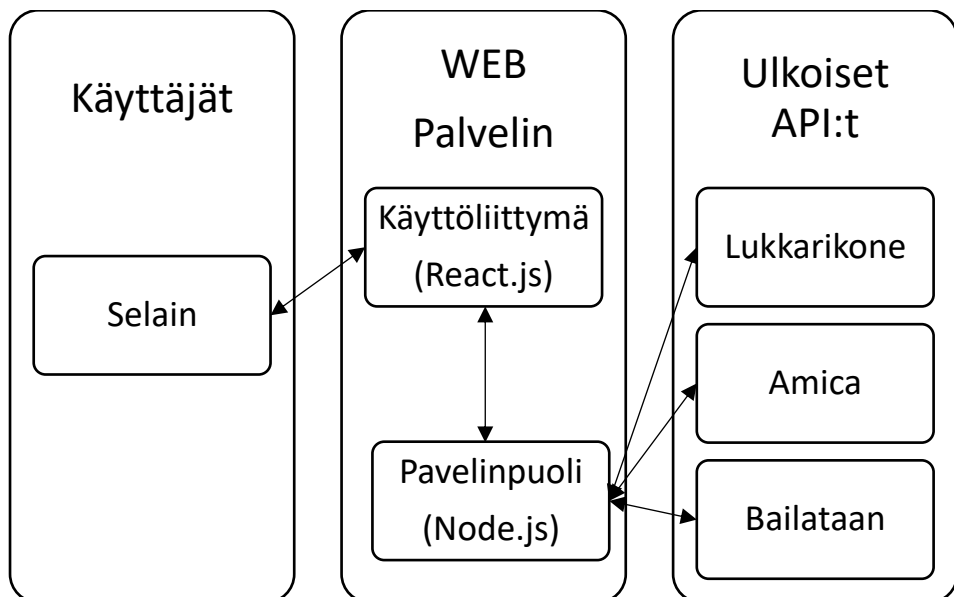 Käyttäjät
Selain
WEB
Palvelin
Käyttöliittymä
(React.js)
Pavelinpuoli
(Node.js)
Ulkoiset
API:t
Lukkarikone
Amica
Bailataan